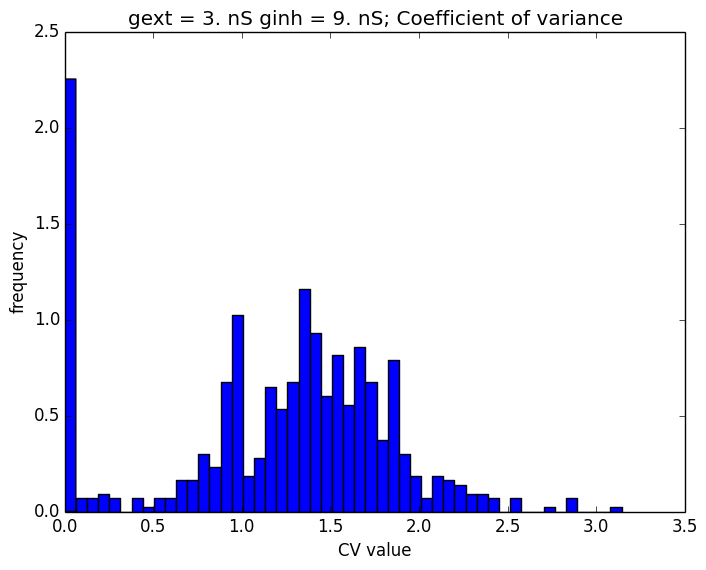 gext = 3. nS ginh = 9. nS; Coefficient of variance
2.5
2.0
1.5
1.0
0.5
0.0
frequency
0.0 0.5 1.0 1.5 2.0 2.5 3.0 3.5
CV value